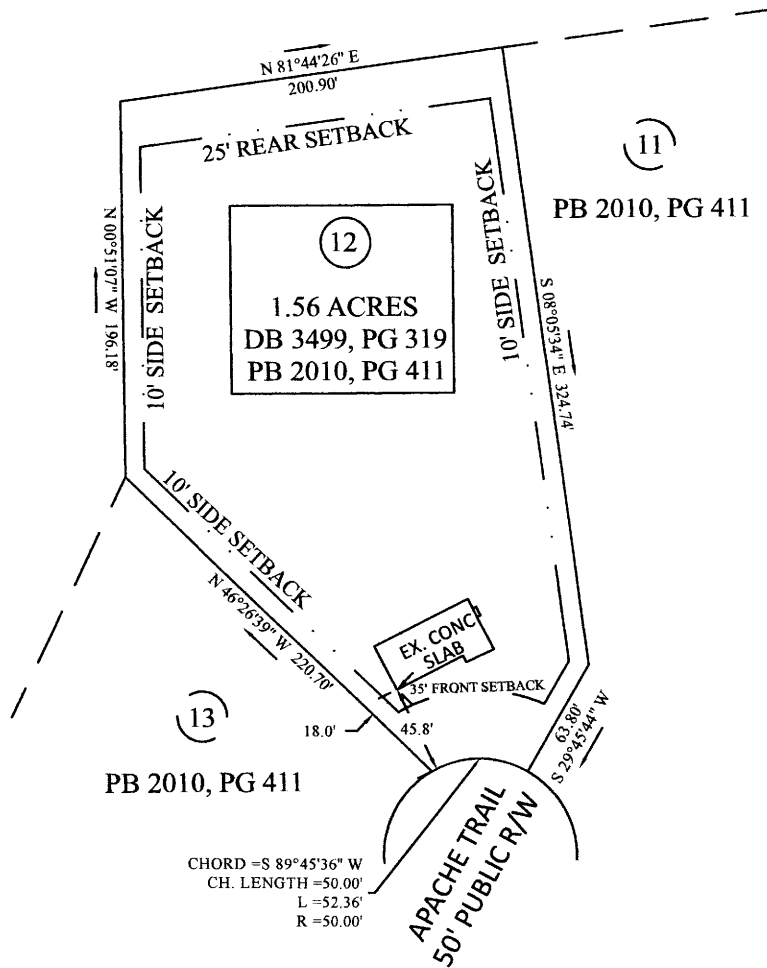 N 81°44'26" E
200.90'
25' REAR SETBACK
11
PB 2010, PG 411
N 00°51'07" W 196.18'
10' SIDE SETBACK
12
1.56 ACRES
DB 3499, PG 319
PB 2010, PG 411
10' SIDE SETBACK
S 08°05'34" E 324.74'
10' SIDE SETBACK
N 46°26'39" W 220.70'
EX. CONC
SLAB
35' FRONT SETBACK
13
18.0'
45.8'
63.80'
S 29°45'44" W
PB 2010, PG 411
APACHE TRAIL
50' PUBLIC R/W
CHORD =S 89°45'36" W
CH. LENGTH =50.00'
L =52.36'
R =50.00'